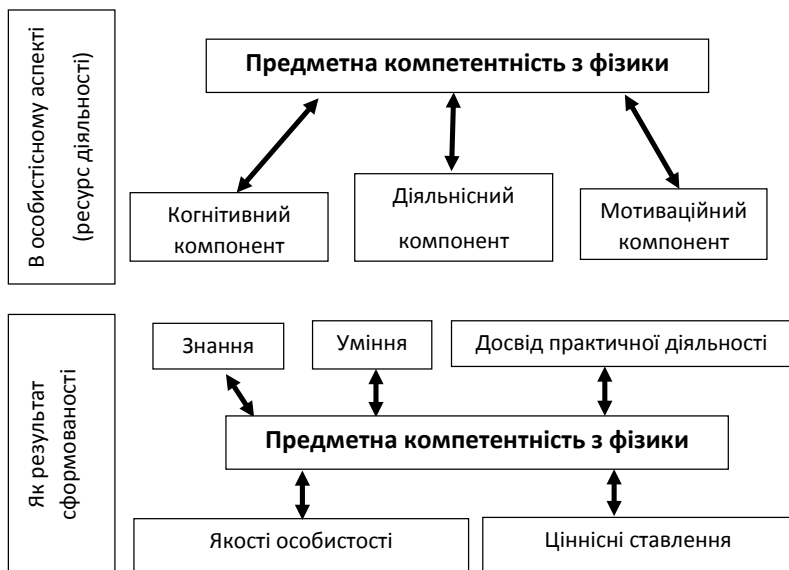 В особистісному аспекті
(ресурс діяльності)
Предметна компетентність з фізики
Когнитивний
компонент
Діяльнісний
компонент
Мотиваційний
компонент
Як результат
сформованості
Знання
Уміння
Досвід практичної діяльності
Предметна компетентність з фізики
Якості особистості
Ціннісні ставлення